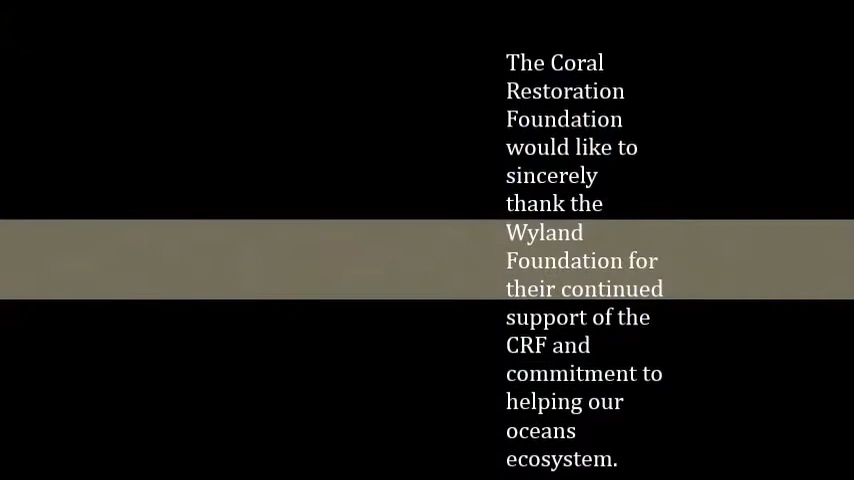 The Coral
Restoration
Foundation
would like to
sincerely
thank the
Wyland
Foundation for
their continued
support of the
CRF and
commitment to
helping our
oceans
ecosystem.